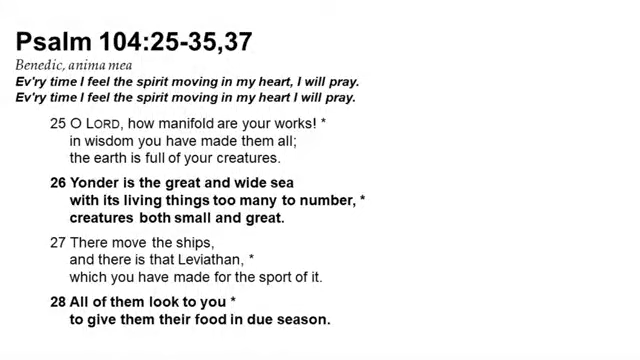 Psalm 104:25-35,37
Benedic, anima mea
Ev'ry time I feel the spirit moving in my heart, I will pray.
Ev'ry time I feel the spirit moving in my heart I will pray.
25 O LORD, how manifold are your works! *
in wisdom you have made them all;
the earth is full of your creatures.
26 Yonder is the great and wide sea
with its living things too many to number, *
creatures both small and great.
27 There move the ships,
and there is that Leviathan, *
which you have made for the sport of it.
28 All of them look to you *
to give them their food in due season.